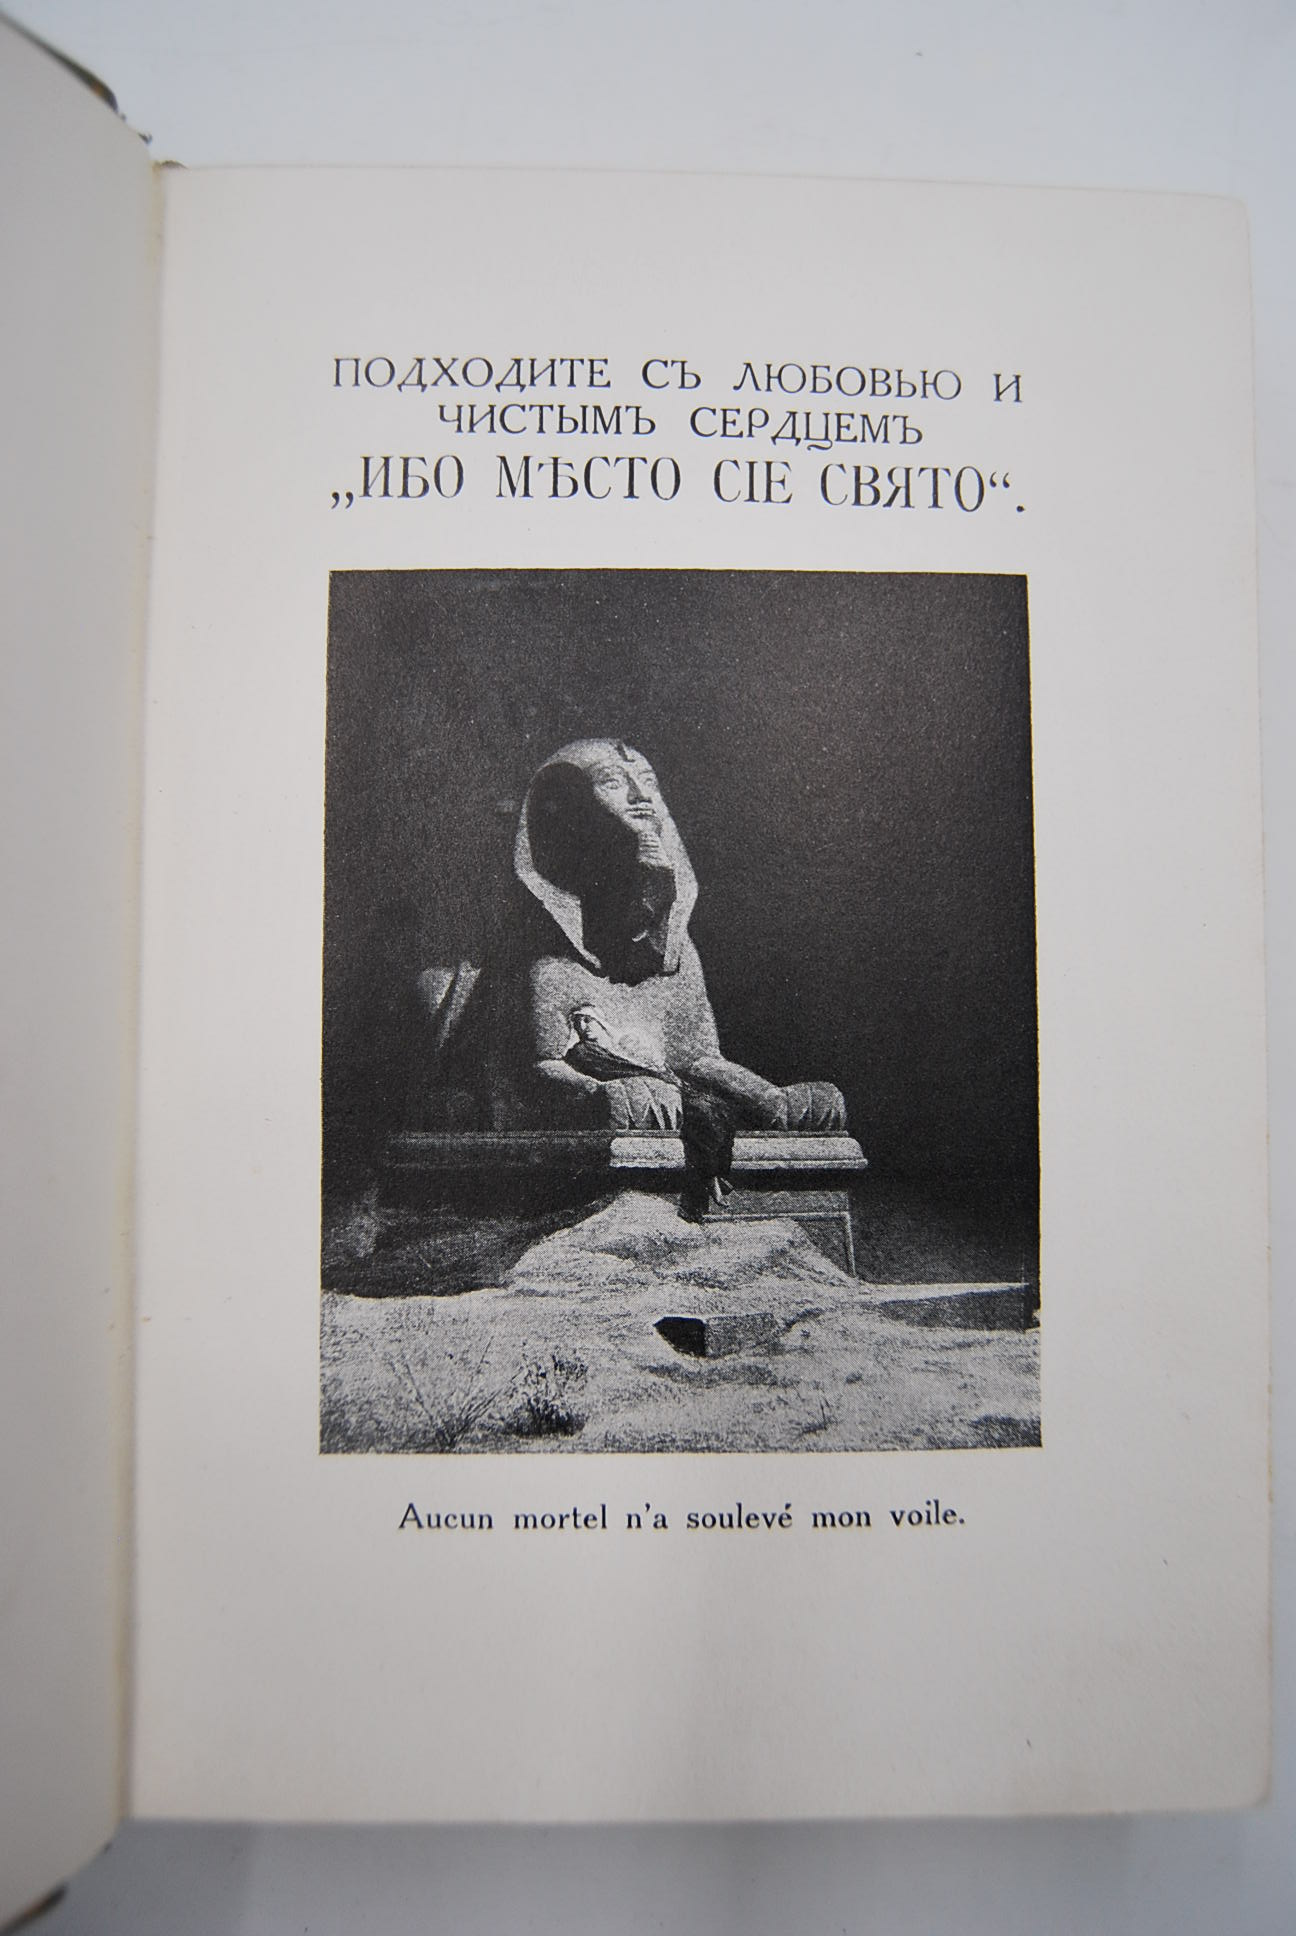 ПОДХОДИТЕ СЪ ЛЮБОВЬЮ И
ЧИСТЫМЪ СЕРДЦЕМЪ
„ИБО МѢСТО СІЕ СВЯТО“.
Aucun mortel n'a soulevé mon voile.